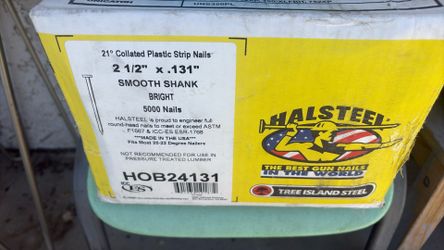 21° Collated Plastic Strip Nails
2 1/2" x .131"
SMOOTH SHANK
BRIGHT
5000 Nails
HALSTEEL is proud to engineer full
round-head nails to meet or exceed ASTM
F1667 & ICC-ES ESR-1768
***MADE IN THE USA***
Fits Most 20-22 Degree Nailers
NOT RECOMMENDED FOR USE IN
PRESSURE TREATED LUMBER
HOB24131
ICC
ES
HALSTEEL
THE BEST GUN NAILS
IN THE WORLD
TREE ISLAND STEEL